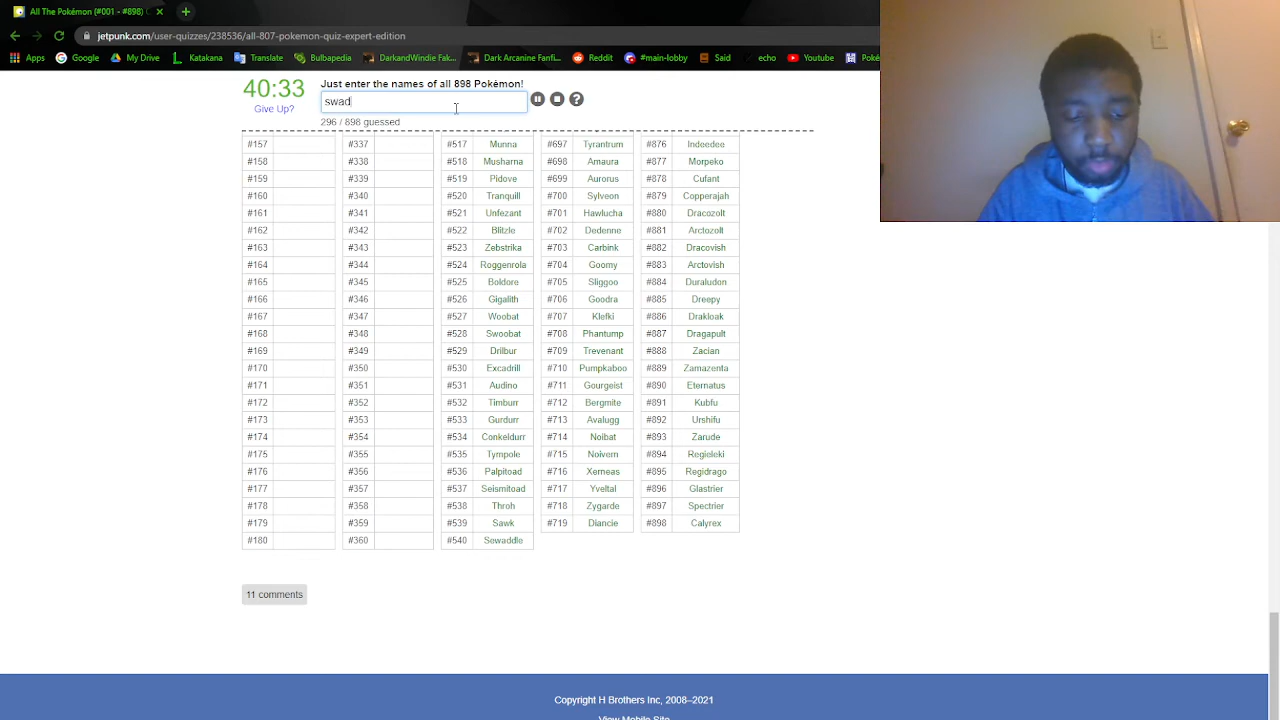 All The Pokémon (#001 - #898)
jetpunk.com/user-quizzes/238536/all-807-pokemon-quiz-expert-edition
Apps Google My Drive Katakana Translate Bulbapedia DarkandWindie Fak... Dark Arcanine Fanfi... Reddit #main-lobby Said echo Youtube Poké
40:33 Just enter the names of all 898 Pokémon!
Give Up? swad
296 / 898 guessed
#157 #337 #517 Munna #697 Tyrantrum #876 Indeedee
#158 #338 #518 Musharna #698 Amaura #877 Morpeko
#159 #339 #519 Pidove #699 Aurorus #878 Cufant
#160 #340 #520 Tranquill #700 Sylveon #879 Copperajah
#161 #341 #521 Unfezant #701 Hawlucha #880 Dracozolt
#162 #342 #522 Blitzle #702 Dedenne #881 Arctozolt
#163 #343 #523 Zebstrika #703 Carbink #882 Dracovish
#164 #344 #524 Roggenrola #704 Goomy #883 Arctovish
#165 #345 #525 Boldore #705 Sliggoo #884 Duraludon
#166 #346 #526 Gigalith #706 Goodra #885 Dreepy
#167 #347 #527 Woobat #707 Klefki #886 Drakloak
#168 #348 #528 Swoobat #708 Phantump #887 Dragapult
#169 #349 #529 Drilbur #709 Trevenant #888 Zacian
#170 #350 #530 Excadrill #710 Pumpkaboo #889 Zamazenta
#171 #351 #531 Audino #711 Gourgeist #890 Eternatus
#172 #352 #532 Timburr #712 Bergmite #891 Kubfu
#173 #353 #533 Gurdurr #713 Avalugg #892 Urshifu
#174 #354 #534 Conkeldurr #714 Noibat #893 Zarude
#175 #355 #535 Tympole #715 Noivern #894 Regieleki
#176 #356 #536 Palpitoad #716 Xerneas #895 Regidrago
#177 #357 #537 Seismitoad #717 Yveltal #896 Glastrier
#178 #358 #538 Throh #718 Zygarde #897 Spectrier
#179 #359 #539 Sawk #719 Diancie #898 Calyrex
#180 #360 #540 Sewaddle
11 comments
Copyright H Brothers Inc, 2008–2021
View Mobile Site